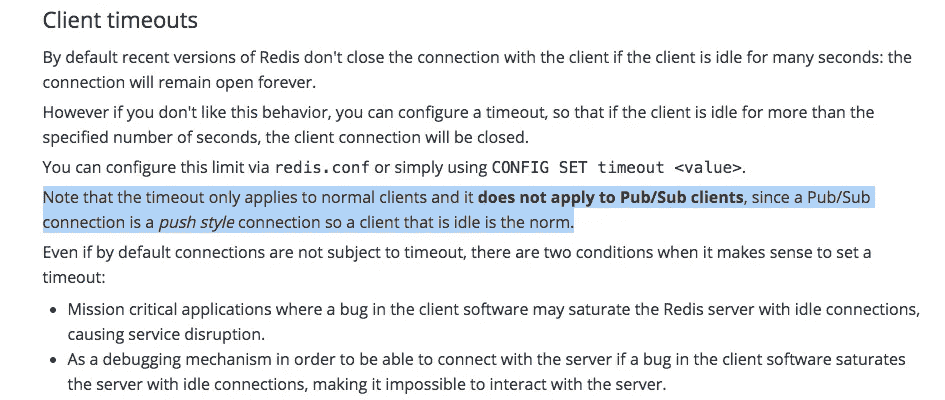 Client timeouts
By default recent versions of Redis don't close the connection with the client if the client is idle for many seconds: the
connection will remain open forever.
However if you don't like this behavior, you can configure a timeout, so that if the client is idle for more than the
specified number of seconds, the client connection will be closed.
You can configure this limit via redis.conf or simply using CONFIG SET timeout <value>.
Note that the timeout only applies to normal clients and it does not apply to Pub/Sub clients, since a Pub/Sub
connection is a push style connection so a client that is idle is the norm.
Even if by default connections are not subject to timeout, there are two conditions when it makes sense to set a
timeout:
• Mission critical applications where a bug in the client software may saturate the Redis server with idle connections,
causing service disruption.
• As a debugging mechanism in order to be able to connect with the server if a bug in the client software saturates
the server with idle connections, making it impossible to interact with the server.